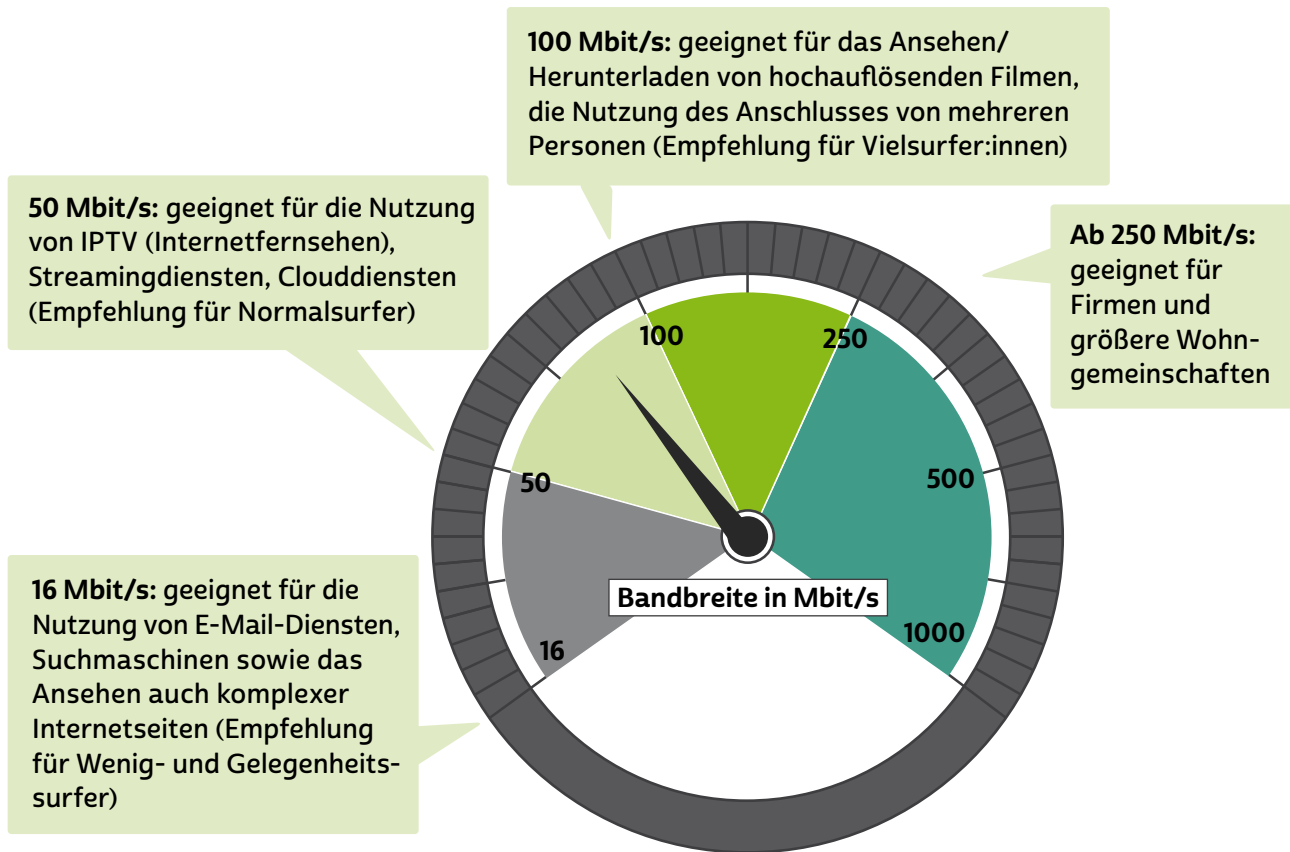 100 Mbit/s: geeignet für das Ansehen/
Herunterladen von hochauflösenden Filmen,
die Nutzung des Anschlusses von mehreren
Personen (Empfehlung für Vielsurfer:innen)
50 Mbit/s: geeignet für die Nutzung
von IPTV (Internetfernsehen),
Streamingdiensten, Clouddiensten
(Empfehlung für Normalsurfer)
Ab 250 Mbit/s:
geeignet für
Firmen und
größere Wohn-
gemeinschaften
16 Mbit/s: geeignet für die
Nutzung von E-Mail-Diensten,
Suchmaschinen sowie das
Ansehen auch komplexer
Internetseiten (Empfehlung
für Wenig- und Gelegenheits-
surfer)
16
50
100
250
500
1000
Bandbreite in Mbit/s